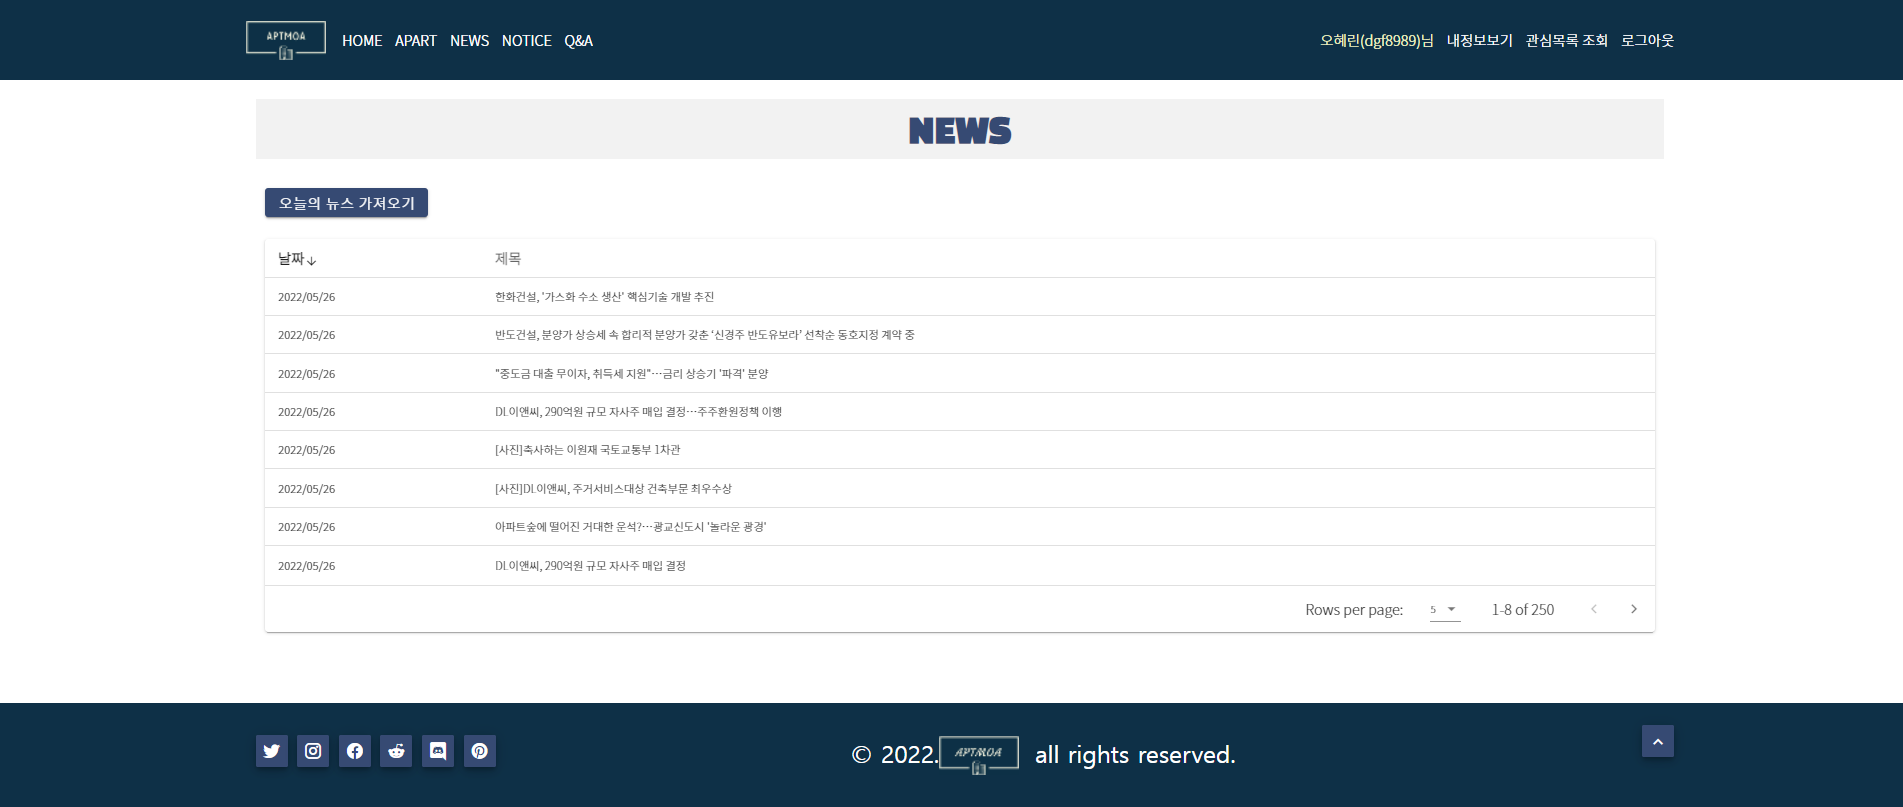 APTMOA HOME APART NEWS NOTICE Q&A 오혜린(dgf8989)님 내정보보기 관심목록 조회 로그아웃
NEWS
오늘의 뉴스 가져오기
날짜↓ 제목
2022/05/26 한화건설, '가스화 수소 생산' 핵심기술 개발 추진
2022/05/26 반도건설, 분양가 상승세 속 합리적 분양가 갖춘 ‘신경주 반도유보라’ 선착순 동호지정 계약 중
2022/05/26 "중도금 대출 무이자, 취득세 지원"…금리 상승기 '파격' 분양
2022/05/26 DL이앤씨, 290억원 규모 자사주 매입 결정…주주환원정책 이행
2022/05/26 [사진]축사하는 이원재 국토교통부 1차관
2022/05/26 [사진]DL이앤씨, 주거서비스대상 건축부문 최우수상
2022/05/26 아파트숲에 떨어진 거대한 운석?…광교신도시 '놀라운 광경'
2022/05/26 DL이앤씨, 290억원 규모 자사주 매입 결정
Rows per page: 5 1-8 of 250
© 2022. APTMOA all rights reserved.